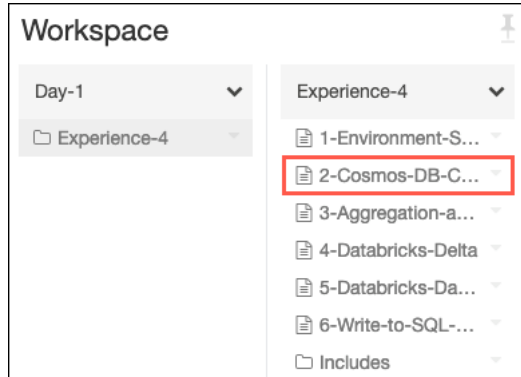 Workspace
Day-1
Experience-4
Experience-4
1-Environment-S...
2-Cosmos-DB-C...
3-Aggregation-a...
4-Databricks-Delta
5-Databricks-Da...
6-Write-to-SQL-...
Includes